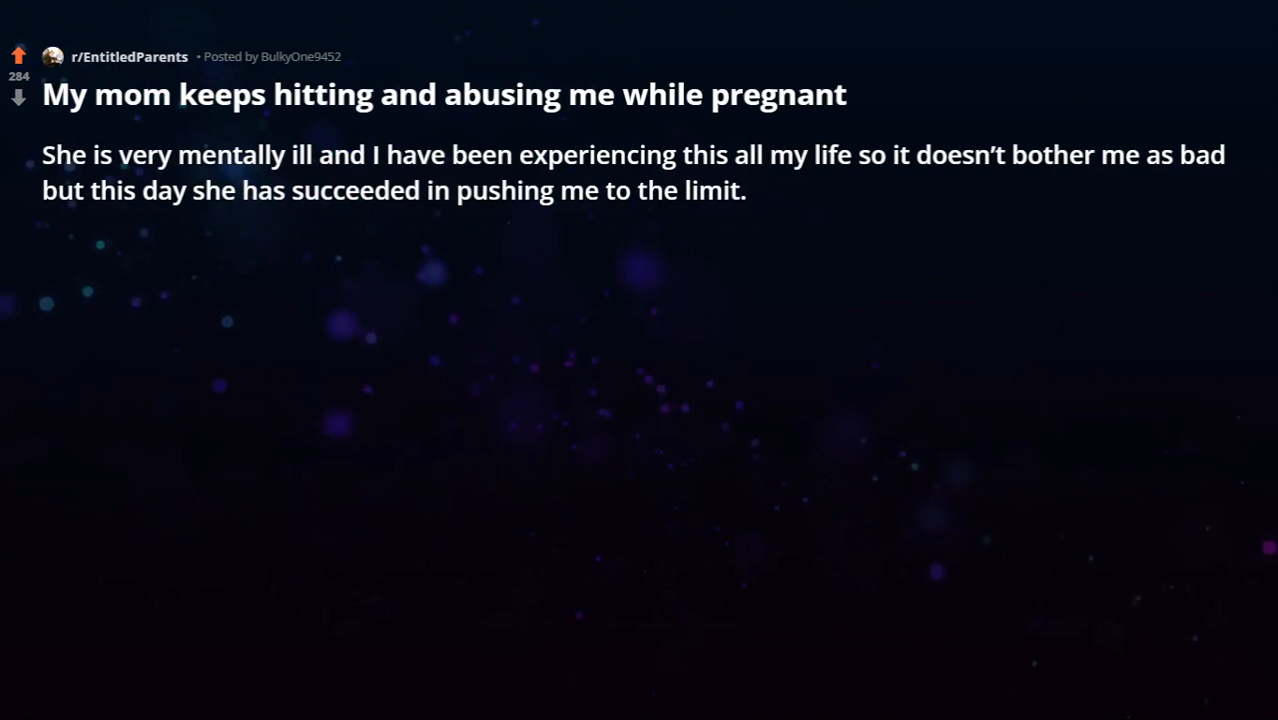 r/EntitledParents • Posted by BulkyOne9452
284
My mom keeps hitting and abusing me while pregnant
She is very mentally ill and I have been experiencing this all my life so it doesn’t bother me as bad
but this day she has succeeded in pushing me to the limit.